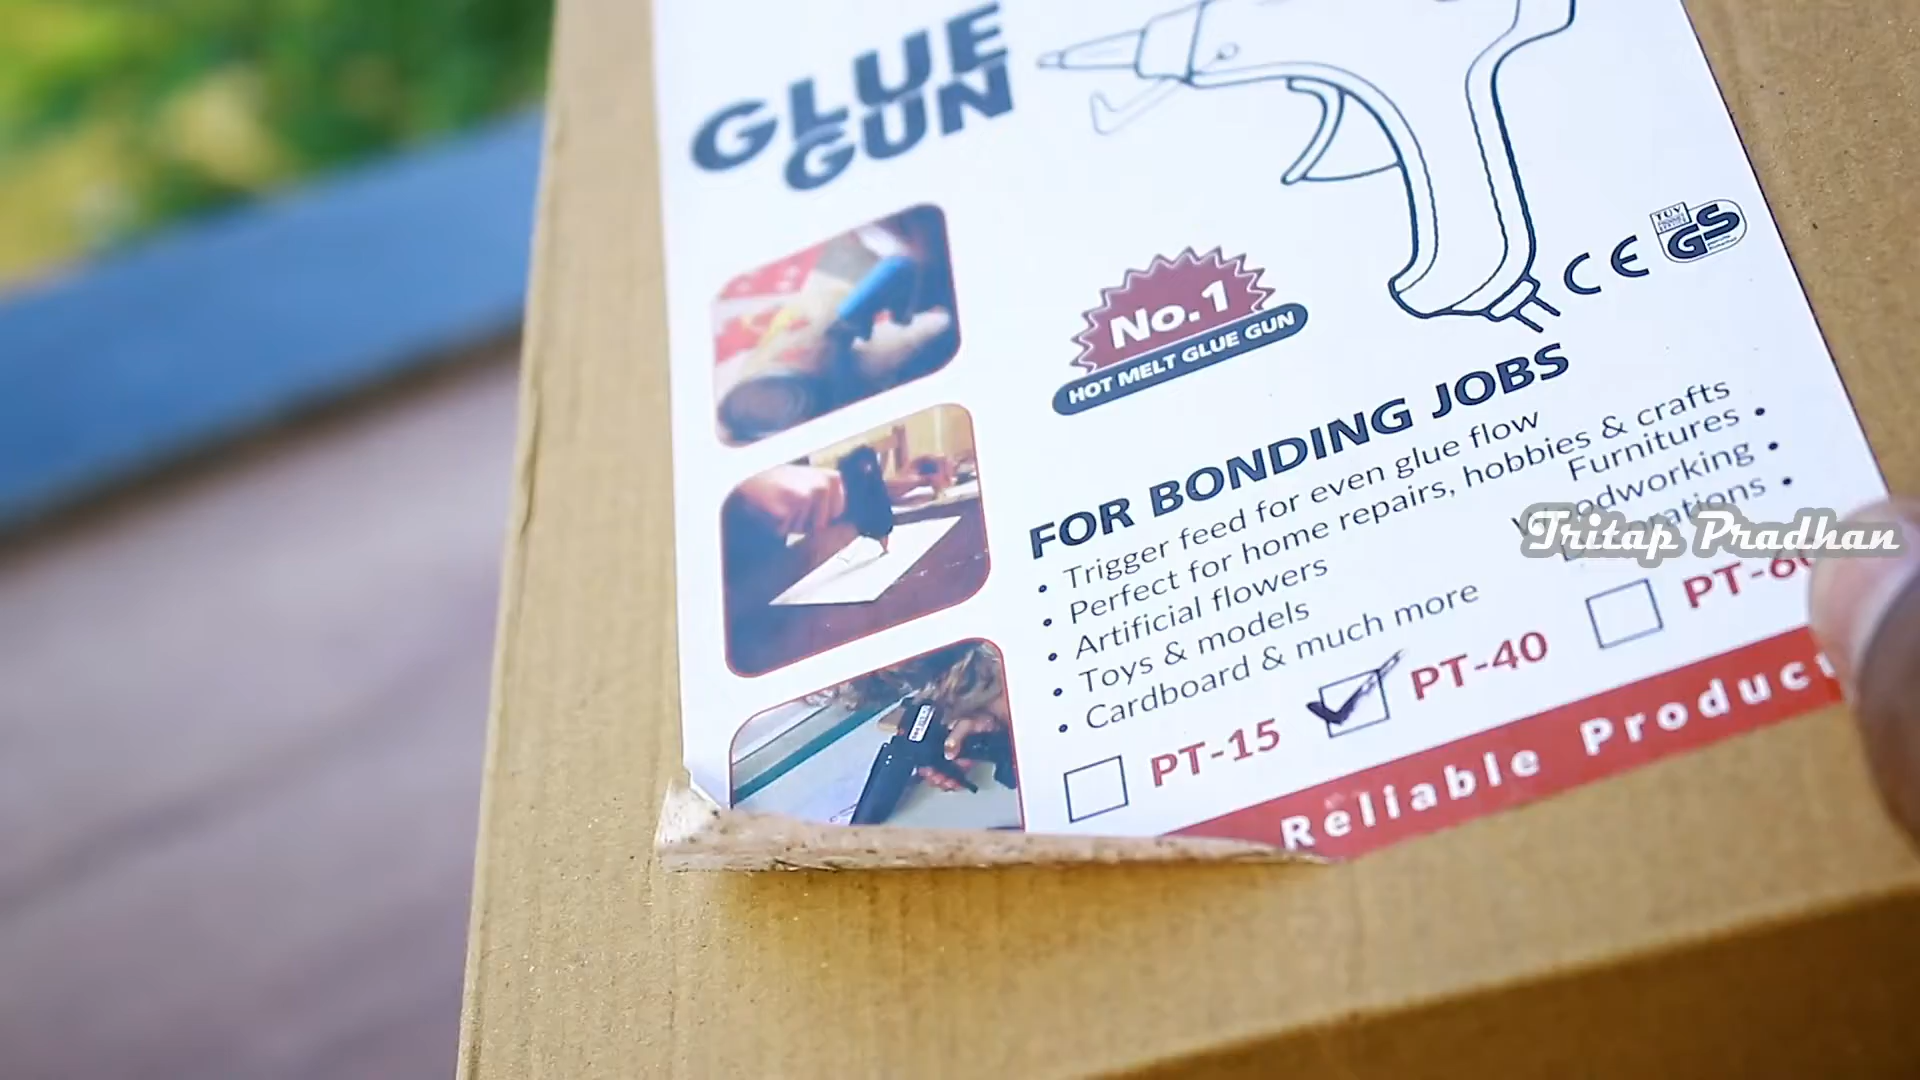 GLUE
GUN
TUV
GS
CE
No.1
HOT MELT GLUE GUN
FOR BONDING JOBS
• Trigger feed for even glue flow
• Perfect for home repairs, hobbies & crafts
• Artificial flowers
Furnitures •
• Toys & models
Woodworking •
• Cardboard & much more
Tritap Pradhan
PT-15
PT-40
Reliable Product